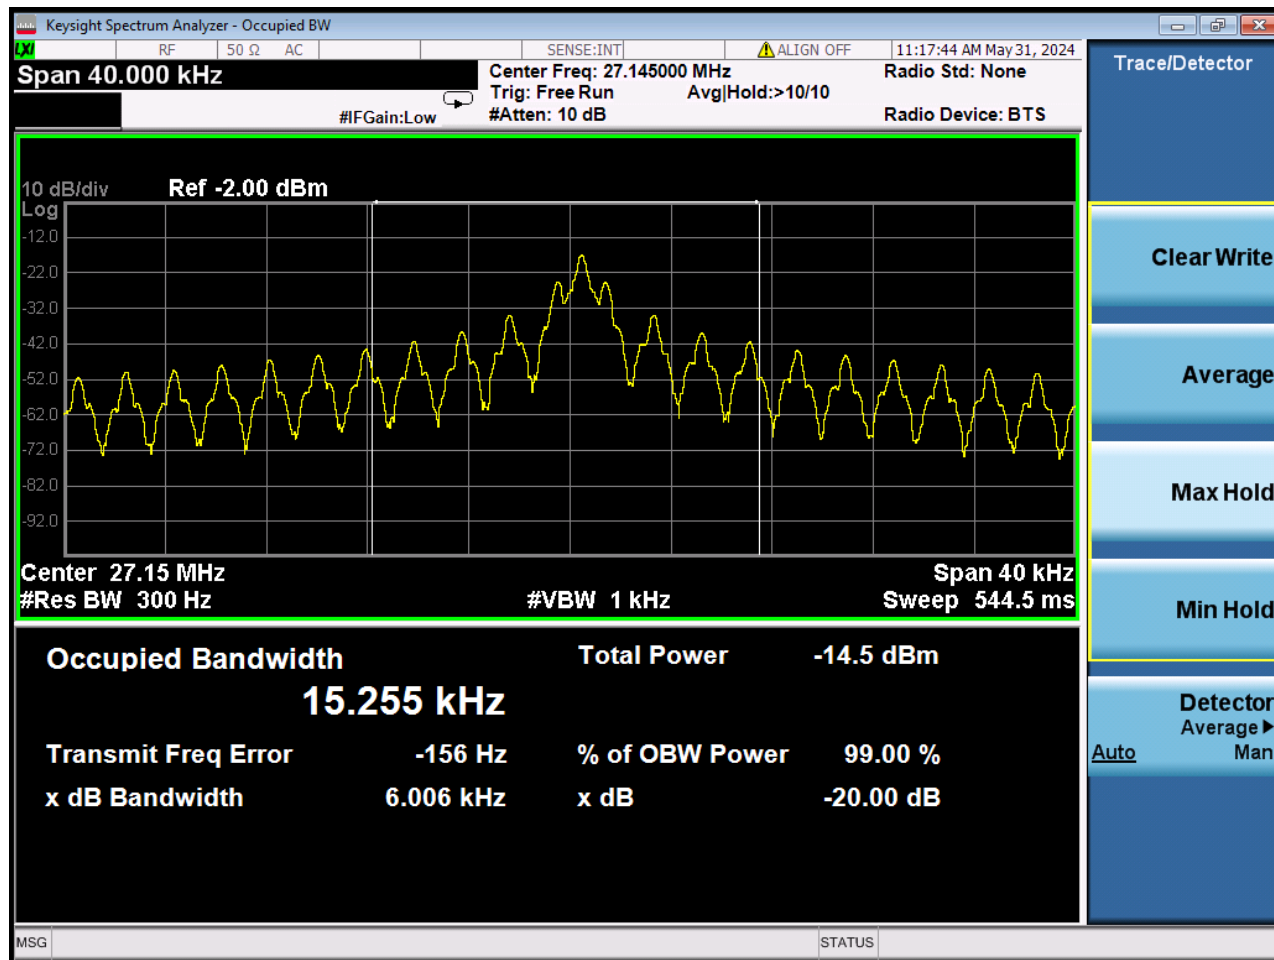 Keysight Spectrum Analyzer - Occupied BW
LXI RF 50 Ω AC SENSE:INT ALIGN OFF 11:17:44 AM May 31, 2024
Span 40.000 kHz
Center Freq: 27.145000 MHz
Radio Std: None
Trig: Free Run Avg|Hold:>10/10
#IFGain:Low
#Atten: 10 dB
Radio Device: BTS
10 dB/div Ref -2.00 dBm
Log
-12.0
-22.0
-32.0
-42.0
-52.0
-62.0
-72.0
-82.0
-92.0
Center 27.15 MHz Span 40 kHz
#Res BW 300 Hz #VBW 1 kHz Sweep 544.5 ms
Occupied Bandwidth Total Power -14.5 dBm
15.255 kHz
Transmit Freq Error -156 Hz % of OBW Power 99.00 %
x dB Bandwidth 6.006 kHz x dB -20.00 dB
Trace/Detector
Clear Write
Average
Max Hold
Min Hold
Detector
Average
Auto Man
MSG STATUS